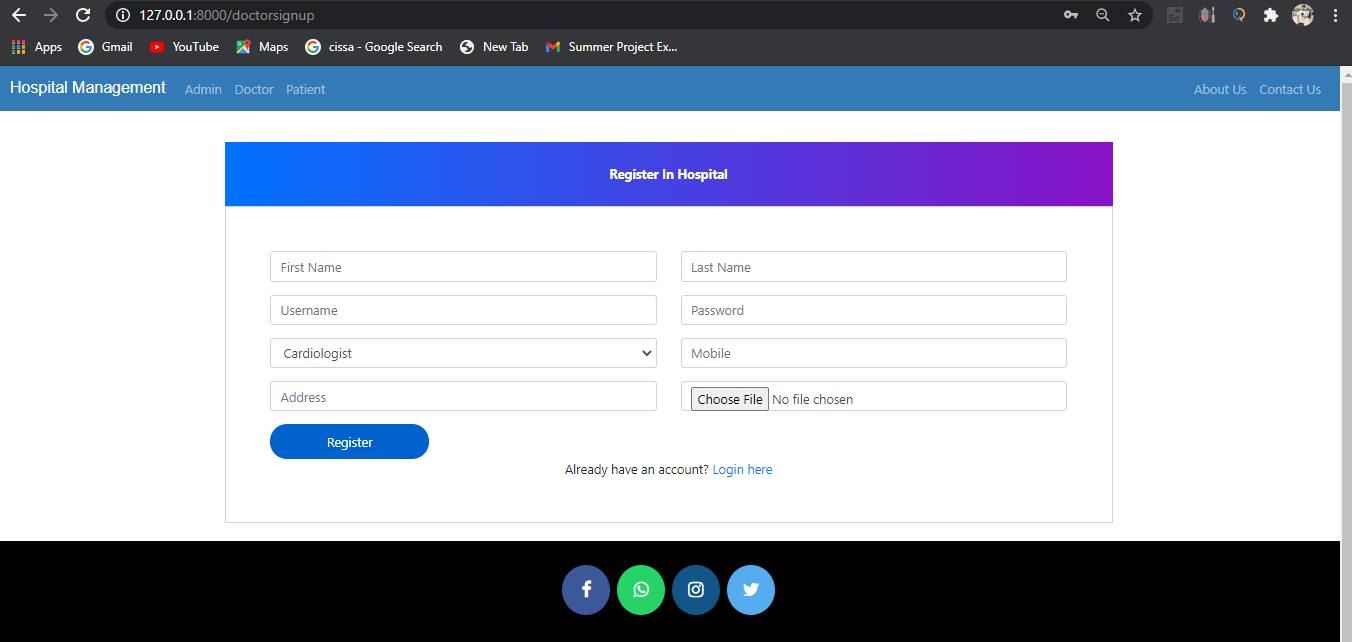 127.0.0.1:8000/doctorsignup
Apps Gmail YouTube Maps cissa - Google Search New Tab Summer Project Ex...
Hospital Management Admin Doctor Patient About Us Contact Us
Register In Hospital
First Name Last Name
Username Password
Cardiologist Mobile
Address Choose File No file chosen
Register
Already have an account? Login here